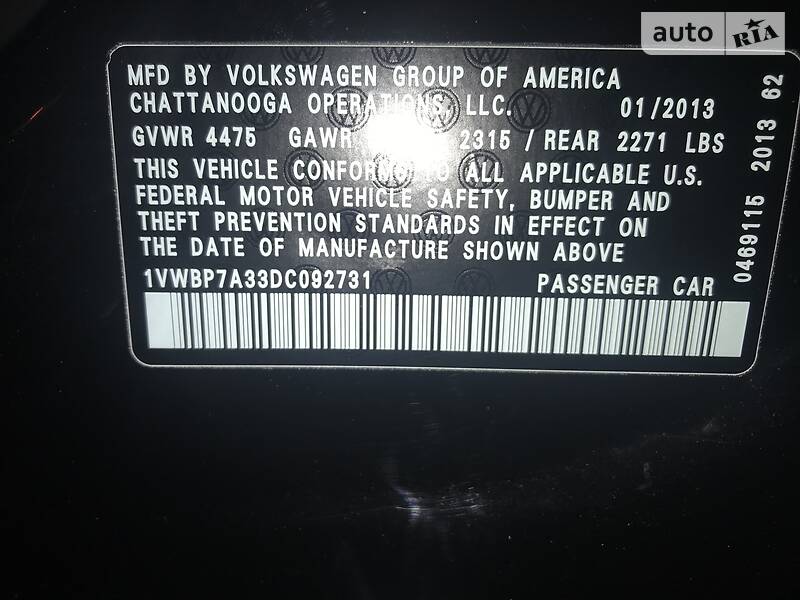 auto RIA
MFD BY VOLKSWAGEN GROUP OF AMERICA
CHATTANOOGA OPERATIONS, LLC. 01/2013
GVWR 4475 GAWR 2315 / REAR 2271 LBS
THIS VEHICLE CONFORMS TO ALL APPLICABLE U.S.
FEDERAL MOTOR VEHICLE SAFETY, BUMPER AND
THEFT PREVENTION STANDARDS IN EFFECT ON
THE DATE OF MANUFACTURE SHOWN ABOVE
1VWBP7A33DC092731 PASSENGER CAR
0469115 2013 62